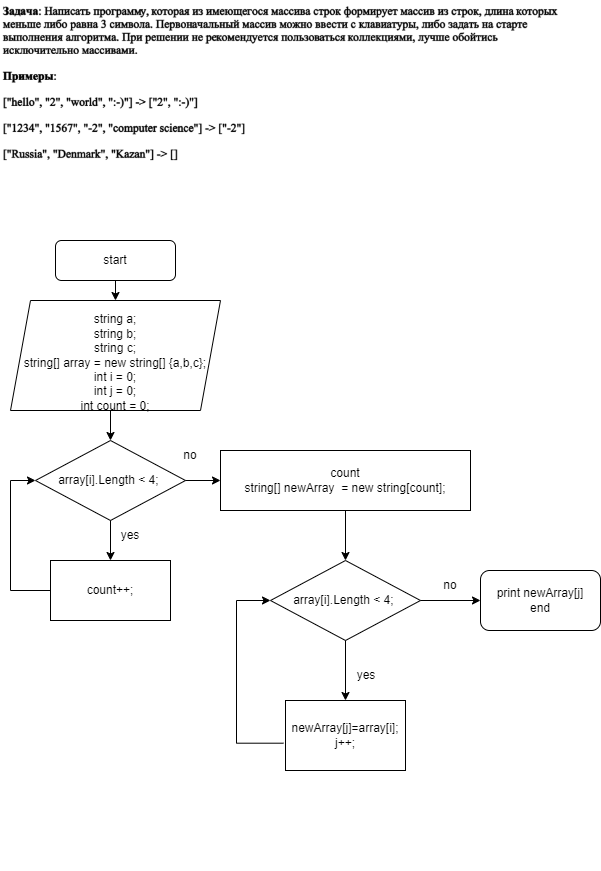 Задача: Написать программу, которая из имеющегося массива строк формирует массив из строк, длина которых
меньше либо равна 3 символа. Первоначальный массив можно ввести с клавиатуры, либо задать на старте
выполнения алгоритма. При решении не рекомендуется пользоваться коллекциями, лучше обойтись
исключительно массивами.
Примеры:
["hello", "2", "world", ":-)"] -> ["2", ":-)"]
["1234", "1567", "-2", "computer science"] -> ["-2"]
["Russia", "Denmark", "Kazan"] -> []
start
string a;
string b;
string c;
string[] array = new string[] {a,b,c};
int i = 0;
int j = 0;
int count = 0;
array[i].Length < 4;
no
count
string[] newArray  = new string[count];
yes
count++;
array[i].Length < 4;
no
print newArray[j]
end
yes
newArray[j]=array[i];
j++;